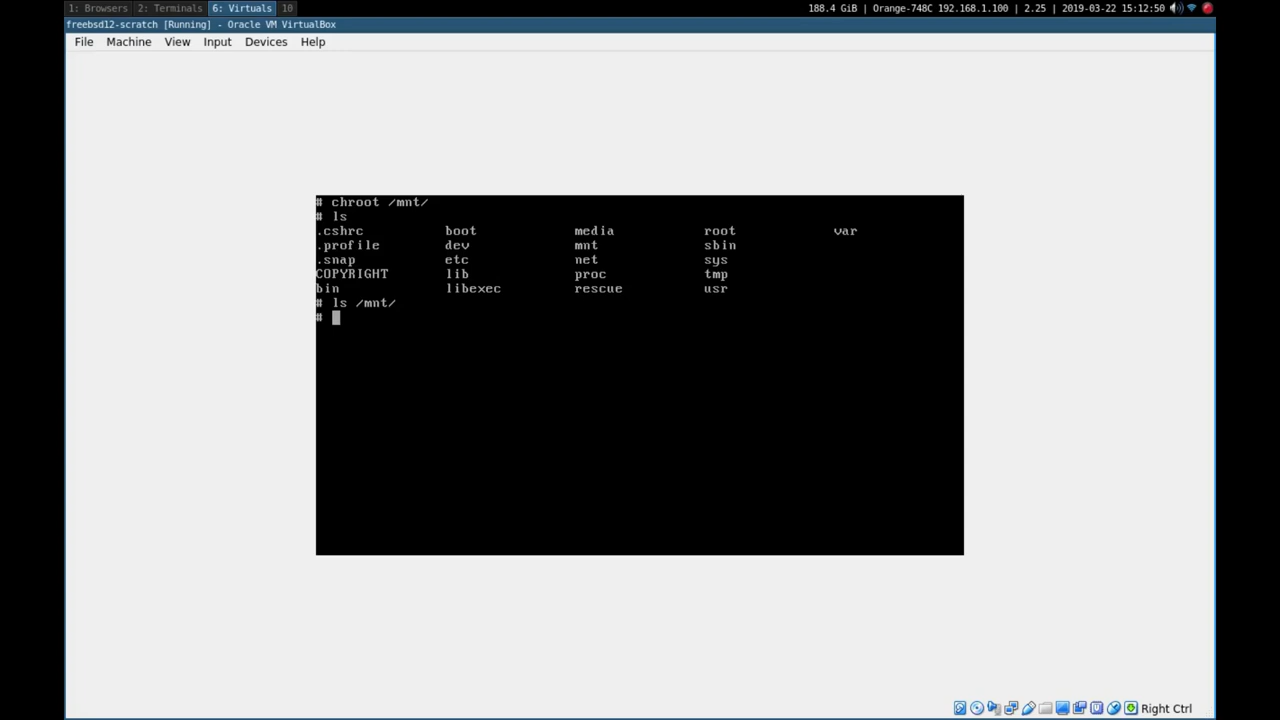 1: Browsers 2: Terminals 6: Virtuals 10 188.4 GiB | Orange-748C 192.168.1.100 | 2.25 | 2019-03-22 15:12:50
freebsd12-scratch [Running] - Oracle VM VirtualBox
File Machine View Input Devices Help
# chroot /mnt/
# ls
.cshrc boot media root var
.profile dev mnt sbin
.snap etc net sys
COPYRIGHT lib proc tmp
bin libexec rescue usr
# ls /mnt/
#
Right Ctrl